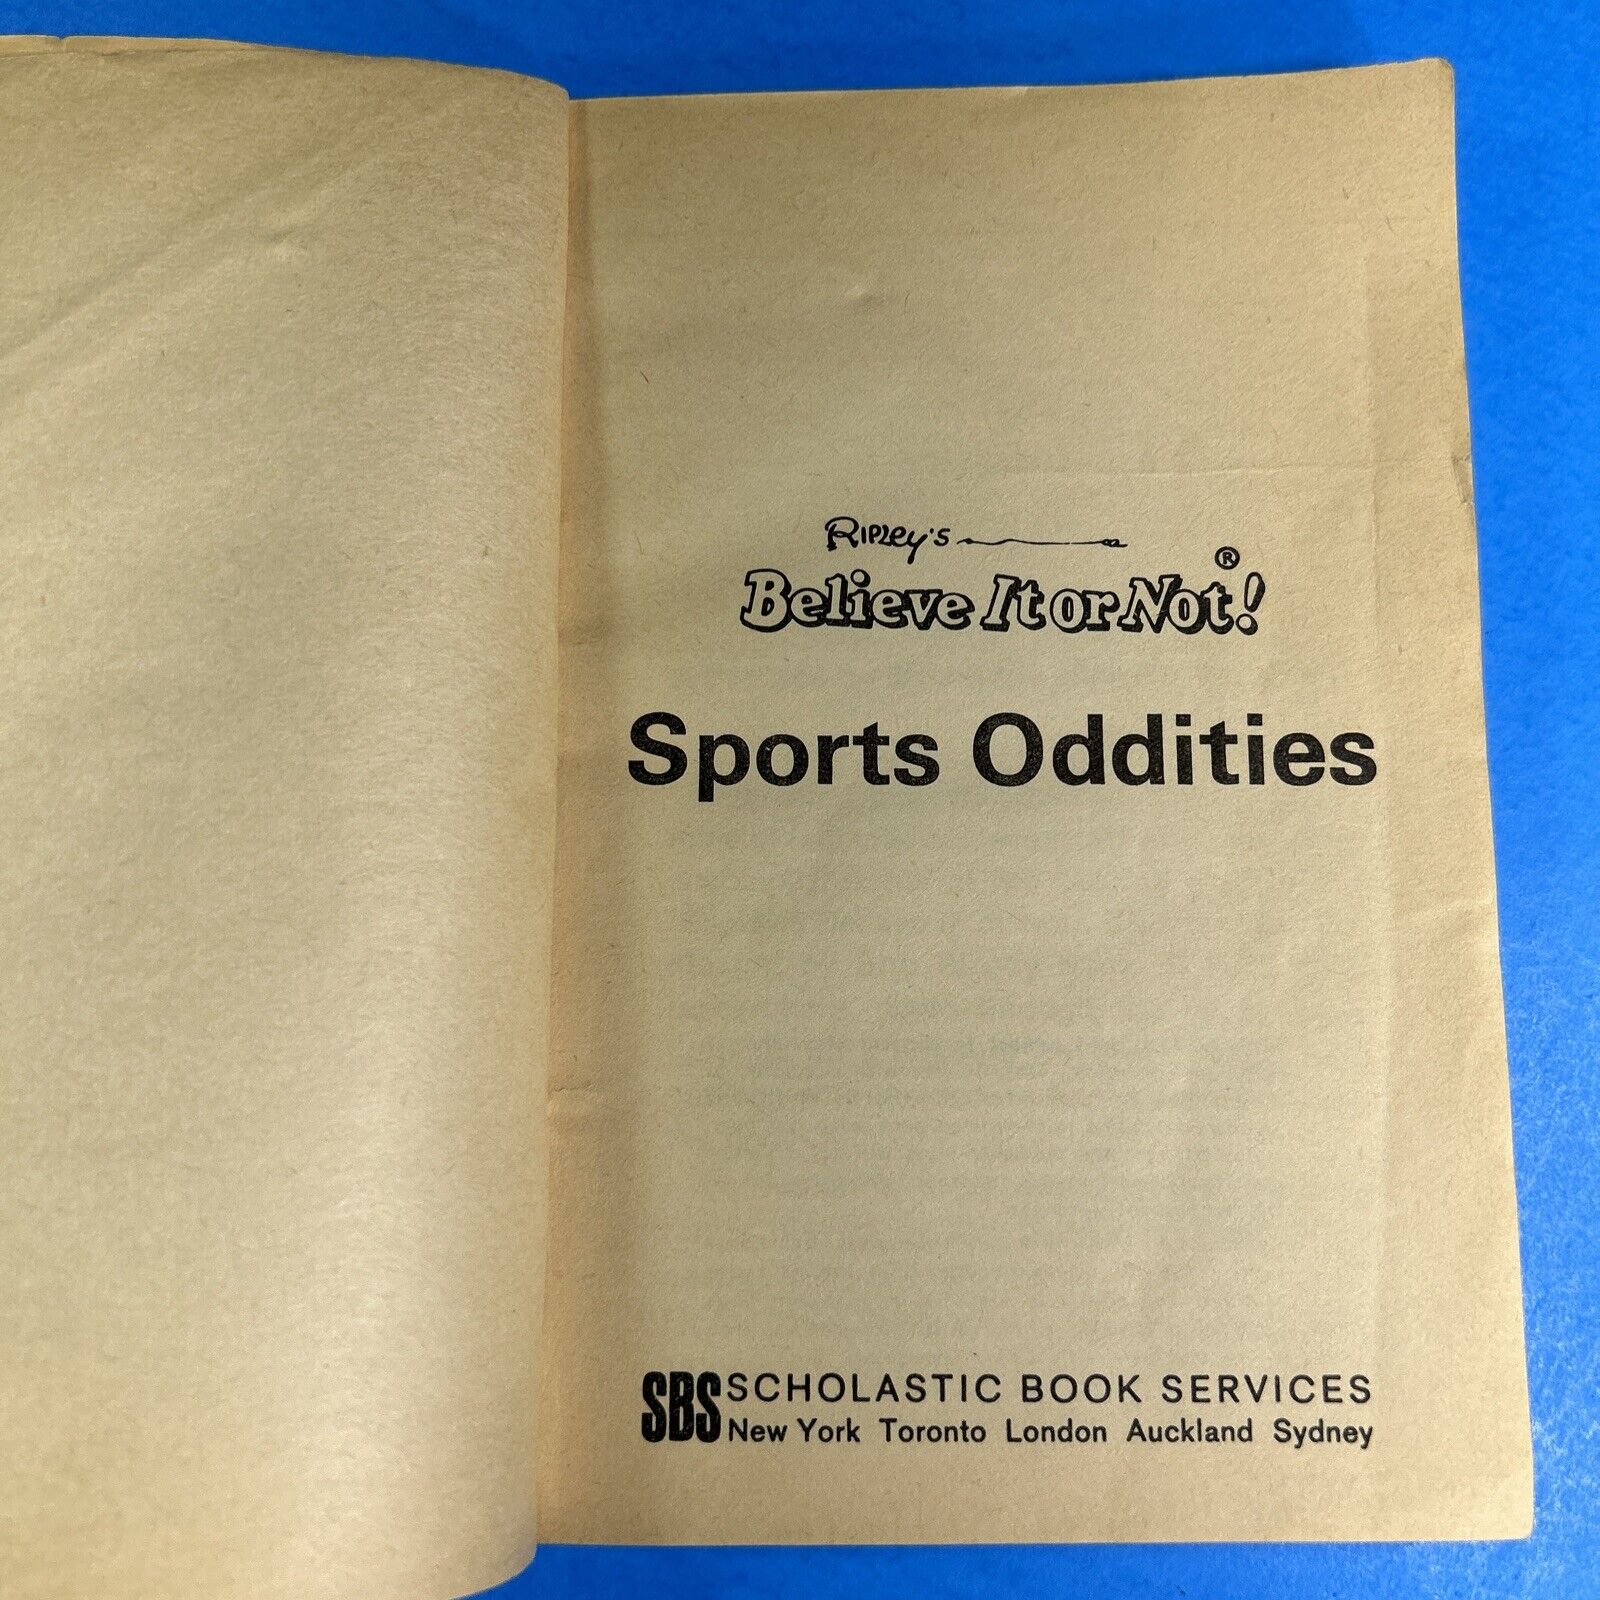 Ripley's
Believe It or Not!®
Sports Oddities
SBS SCHOLASTIC BOOK SERVICES
New York Toronto London Auckland Sydney